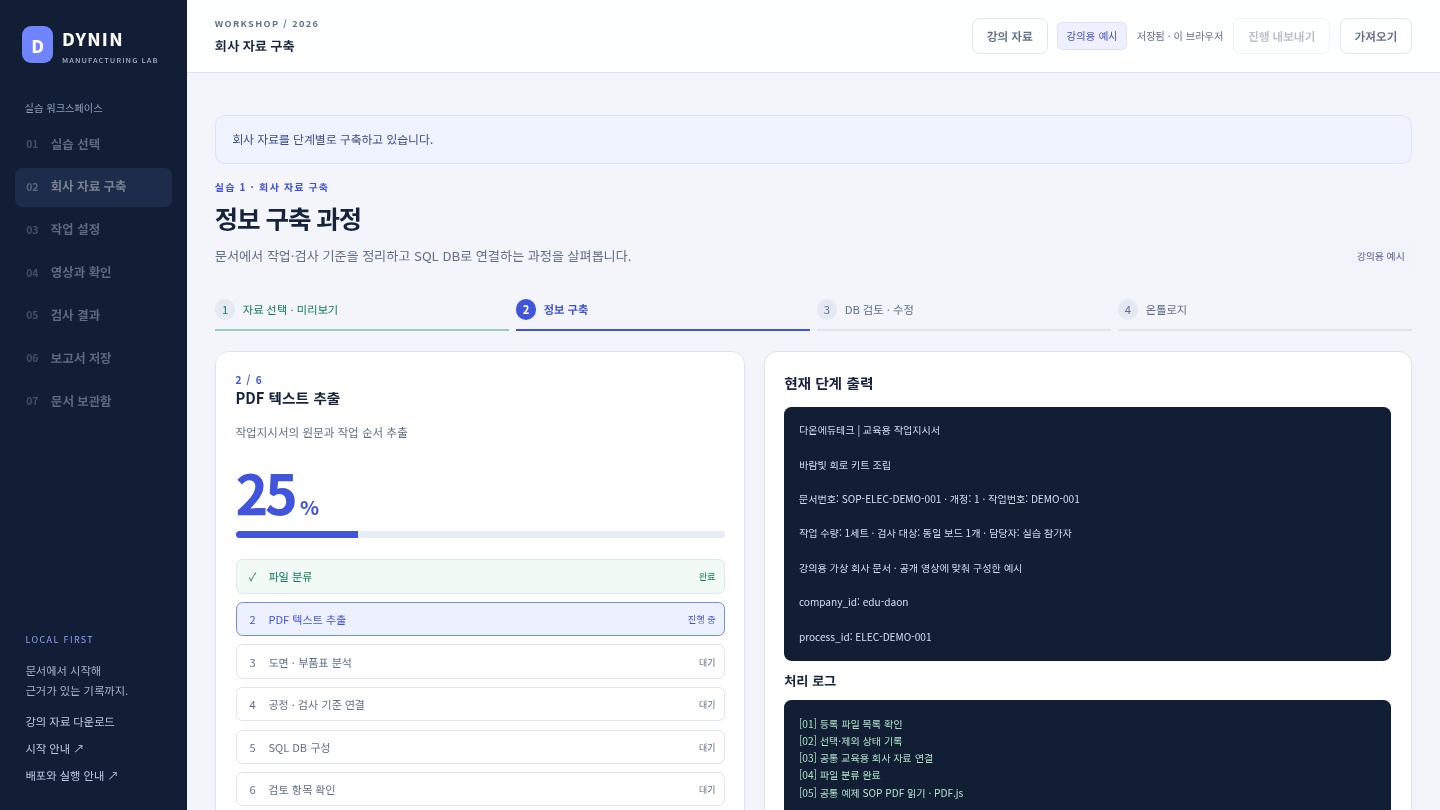 D
DYNIN
MANUFACTURING LAB
실습 워크스페이스
01 실습 선택
02 회사 자료 구축
03 작업 설정
04 영상과 확인
05 검사 결과
06 보고서 저장
07 문서 보관함
LOCAL FIRST
문서에서 시작해
근거가 있는 기록까지.
강의 자료 다운로드
시작 안내 ↗
배포와 실행 안내 ↗
WORKSHOP / 2026
회사 자료 구축
강의 자료
강의용 예시
저장됨 · 이 브라우저
진행 내보내기
가져오기
회사 자료를 단계별로 구축하고 있습니다.
실습 1 · 회사 자료 구축
정보 구축 과정
문서에서 작업·검사 기준을 정리하고 SQL DB로 연결하는 과정을 살펴봅니다.
강의용 예시
1 자료 선택 · 미리보기
2 정보 구축
3 DB 검토 · 수정
4 온톨로지
2 / 6
PDF 텍스트 추출
작업지시서의 원문과 작업 순서 추출
25 %
✓ 파일 분류 완료
2 PDF 텍스트 추출 진행 중
3 도면 · 부품표 분석 대기
4 공정 · 검사 기준 연결 대기
5 SQL DB 구성 대기
6 검토 항목 확인 대기
현재 단계 출력
다온에듀테크 | 교육용 작업지시서
바람빛 회로 키트 조립
문서번호: SOP-ELEC-DEMO-001 · 개정: 1 · 작업번호: DEMO-001
작업 수량: 1세트 · 검사 대상: 동일 보드 1개 · 담당자: 실습 참가자
강의용 가상 회사 문서 · 공개 영상에 맞춰 구성한 예시
company_id: edu-daon
process_id: ELEC-DEMO-001
처리 로그
[01] 등록 파일 목록 확인
[02] 선택·제외 상태 기록
[03] 공통 교육용 회사 자료 연결
[04] 파일 분류 완료
[05] 공통 예제 SOP PDF 읽기 · PDF.js